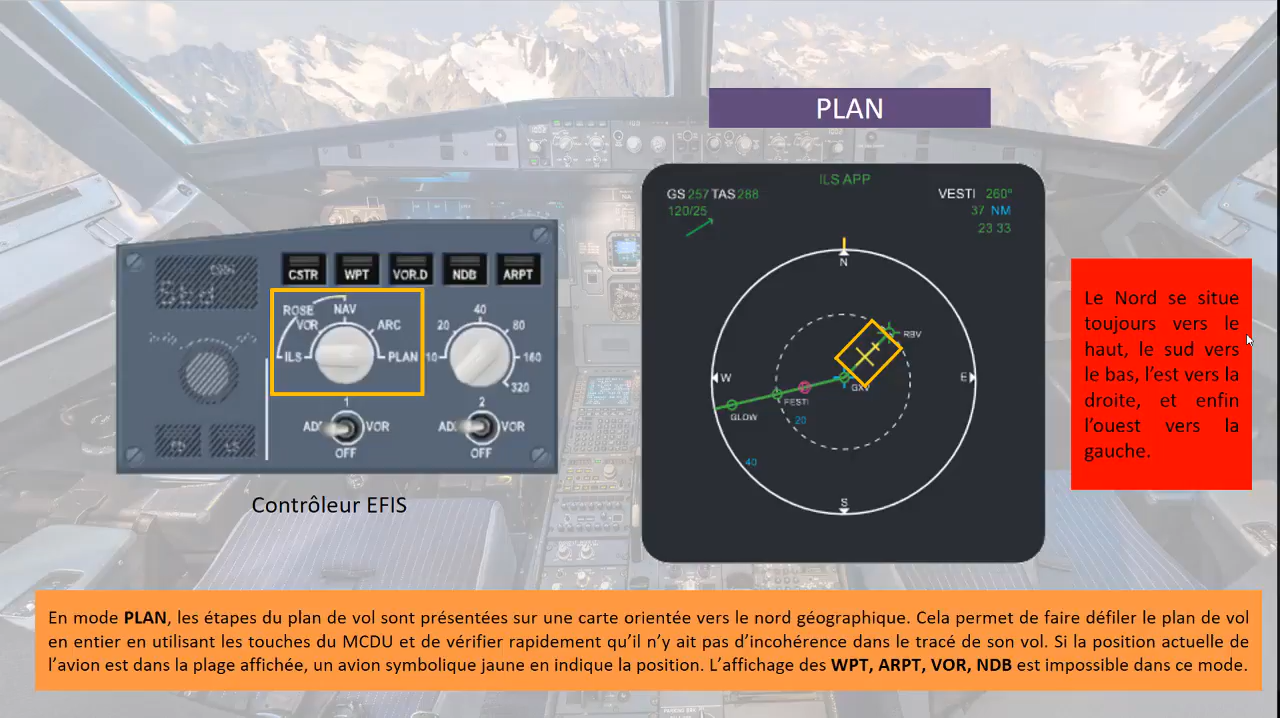 PLAN
ILS APP
GS 257 TAS 288
120/25
VESTI 260°
37 NM
23 33
N
W
E
S
RBV
GXV
FESTI
GLOW
20
40
CSTR
WPT
VOR.D
NDB
ARPT
ROSE
NAV
VOR
ARC
ILS
PLAN
10
20
40
80
160
320
1
VOR
OFF
2
VOR
OFF
Contrôleur EFIS
Le Nord se situe
toujours vers le
haut, le sud vers
le bas, l'est vers la
droite, et enfin
l'ouest vers la
gauche.
En mode PLAN, les étapes du plan de vol sont présentées sur une carte orientée vers le nord géographique. Cela permet de faire défiler le plan de vol
en entier en utilisant les touches du MCDU et de vérifier rapidement qu'il n'y ait pas d'incohérence dans le tracé de son vol. Si la position actuelle de
l'avion est dans la plage affichée, un avion symbolique jaune en indique la position. L'affichage des WPT, ARPT, VOR, NDB est impossible dans ce mode.